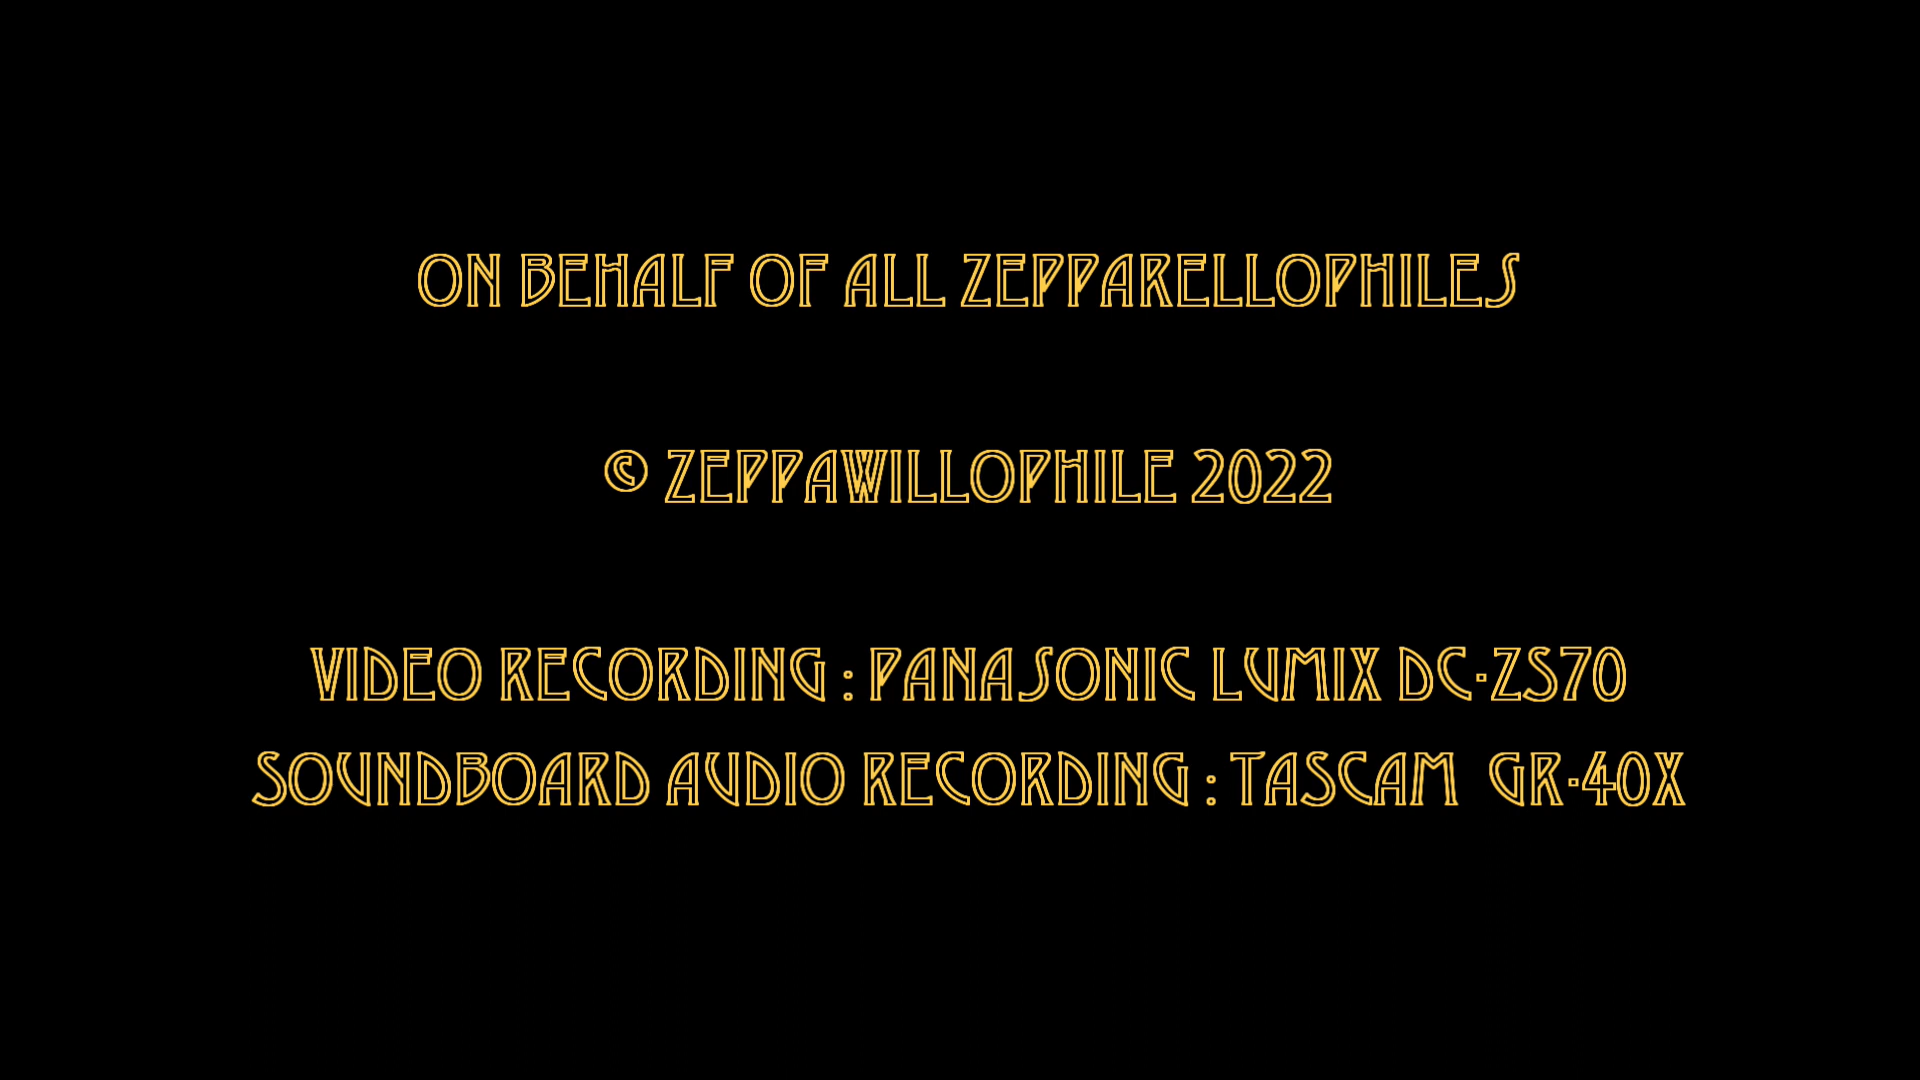 ON BEHALF OF ALL ZEPPARELLOPHILES
© ZEPPAWILLOPHILE 2022
VIDEO RECORDING : PANASONIC LUMIX DC-ZS70
SOUNDBOARD AUDIO RECORDING : TASCAM GR-40X